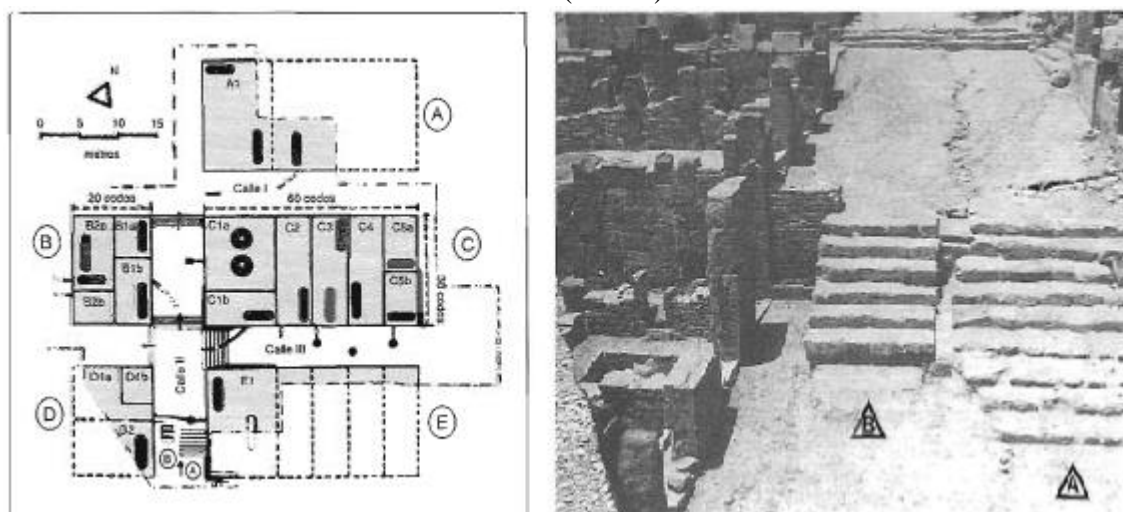 N
A1
A
0 5 10 15
metros
Calle I
20 codos
60 codos
B
B2a
B1a
C1a
C2
C3
C4
C5a
C
B1b
B2b
C1b
C5b
36 codos
Calle III
Calle II
D1a
D1b
E1
D
D2
E
B
A
B
A